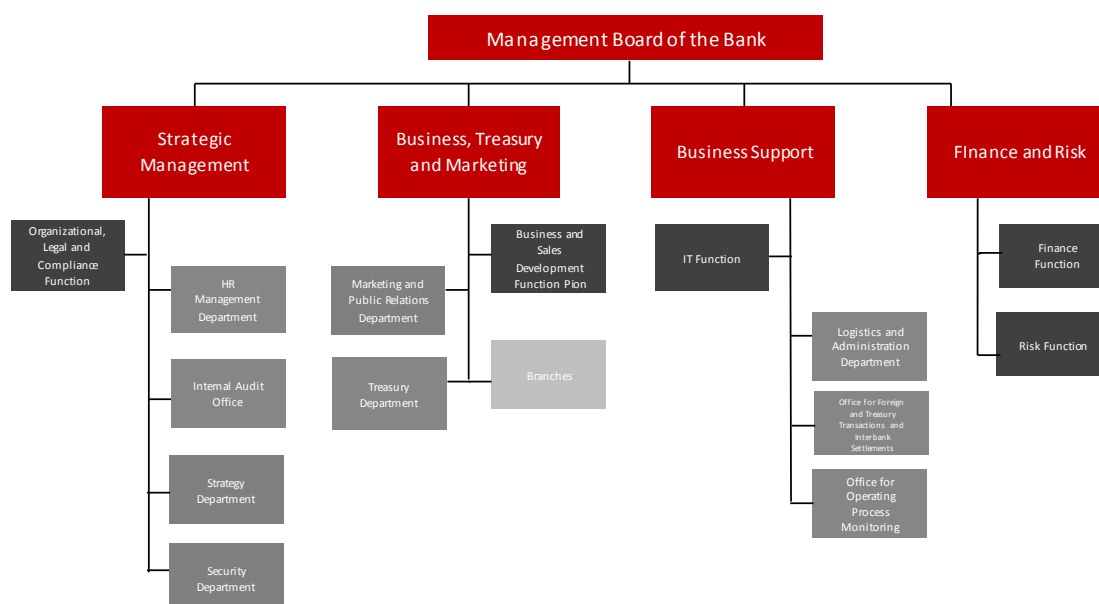 Management Board of the Bank
Strategic
Management
Business, Treasury
and Marketing
Business Support
FInance and Risk
Organizational,
Legal and
Compliance
Function
HR
Management
Department
Internal Audit
Office
Strategy
Department
Security
Department
Business and
Sales
Development
Function Pion
Marketing and
Public Relations
Department
Treasury
Department
Branches
IT Function
Logistics and
Administration
Department
Office for Foreign
and Treasury
Transactions and
Interbank
Settlements
Office for
Operating
Process
Monitoring
Finance
Function
Risk Function